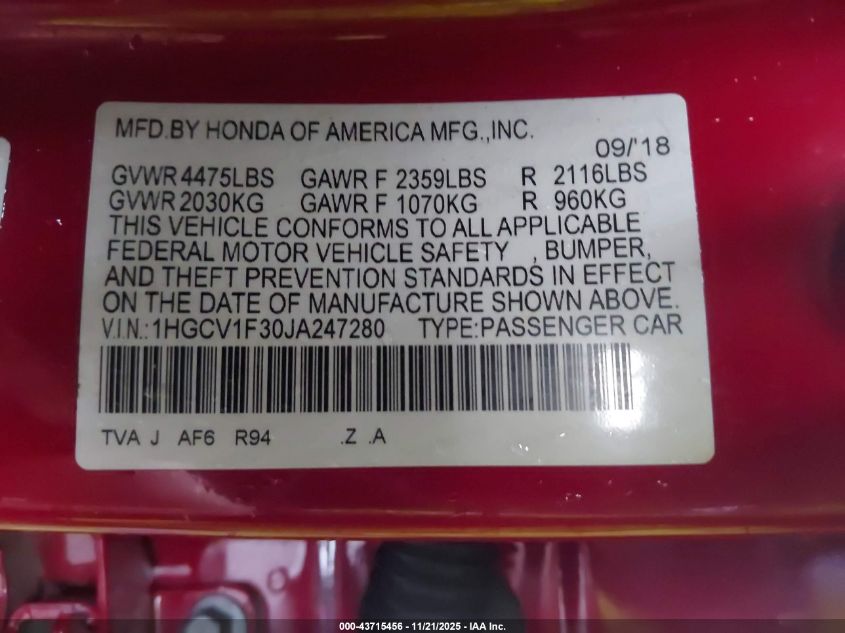 MFD.BY HONDA OF AMERICA MFG.,INC.
09/'18
GVWR 4475LBS GAWR F 2359LBS R 2116LBS
GVWR 2030KG GAWR F 1070KG R 960KG
THIS VEHICLE CONFORMS TO ALL APPLICABLE
FEDERAL MOTOR VEHICLE SAFETY , BUMPER,
AND THEFT PREVENTION STANDARDS IN EFFECT
ON THE DATE OF MANUFACTURE SHOWN ABOVE.
V.I.N.:1HGCV1F30JA247280 TYPE:PASSENGER CAR
TVA J AF6 R94 .Z .A
000-43715456 - 11/21/2025 - IAA Inc.